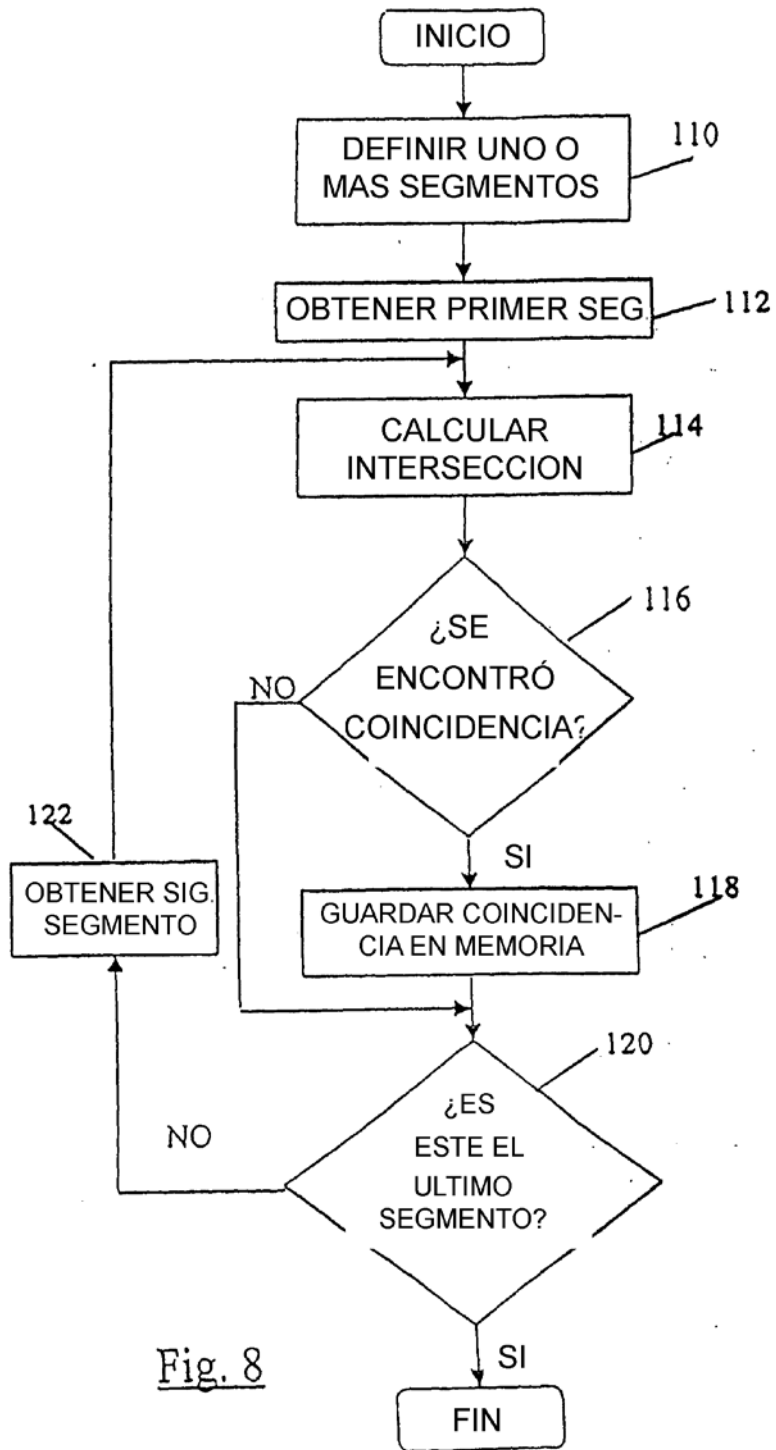 INICIO
DEFINIR UNO O
MAS SEGMENTOS
110
OBTENER PRIMER SEG.
112
CALCULAR
INTERSECCION
114
¿SE
ENCONTRÓ
COINCIDENCIA?
116
NO
SI
122
OBTENER SIG.
SEGMENTO
GUARDAR COINCIDEN-
CIA EN MEMORIA
118
¿ES
ESTE EL
ULTIMO
SEGMENTO?
120
NO
SI
Fig. 8
FIN